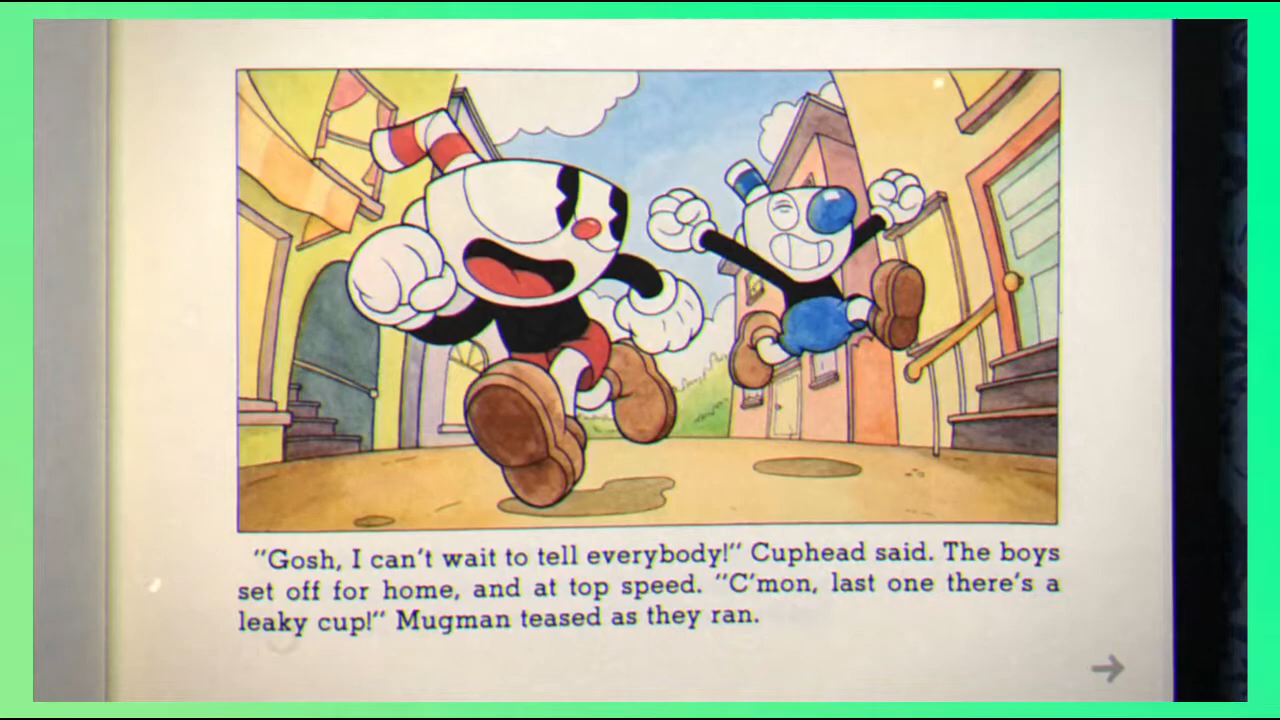 "Gosh, I can't wait to tell everybody!" Cuphead said. The boys
set off for home, and at top speed. "C'mon, last one there's a
leaky cup!" Mugman teased as they ran.